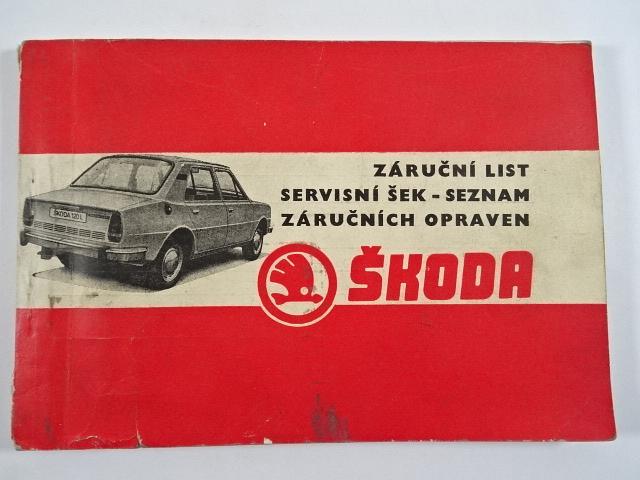 ZÁRUČNÍ LIST
SERVISNÍ ŠEK - SEZNAM
ZÁRUČNÍCH OPRAVEN
ŠKODA 120 L
ŠKODA